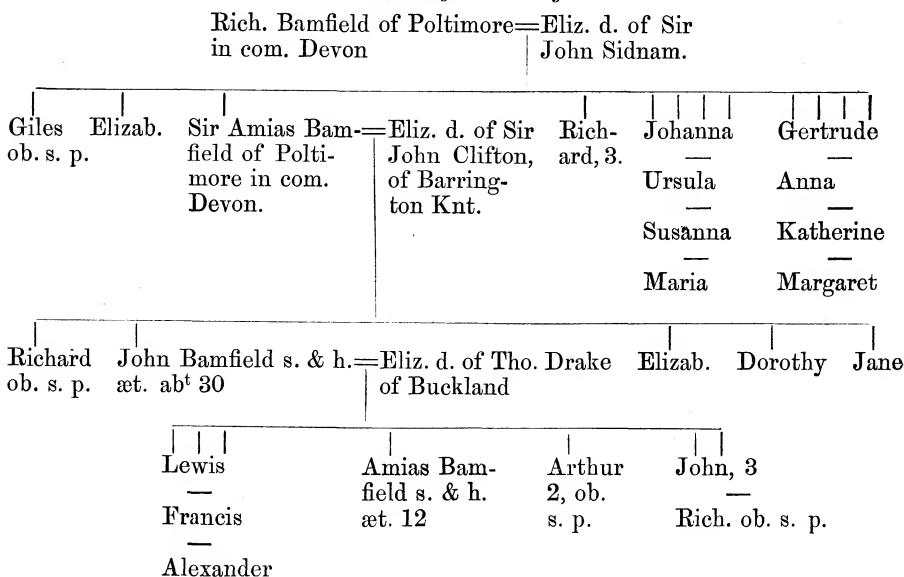 Rich. Bamfield of Poltimore=Eliz. d. of Sir
in com. Devon John Sidnam.
Giles Elizab. Sir Amias Bam-=Eliz. d. of Sir Rich- Johanna Gertrude
ob. s. p. field of Polti- John Clifton, ard, 3. — —
more in com. of Barring- Ursula Anna
Devon. ton Knt. — —
Susanna Katherine
— —
Maria Margaret
Richard John Bamfield s. & h.=Eliz. d. of Tho. Drake Elizab. Dorothy Jane
ob. s. p. æt. abt 30 of Buckland
Lewis Amias Bam- Arthur John, 3
— field s. & h. 2, ob. —
Francis æt. 12 s. p. Rich. ob. s. p.
—
Alexander